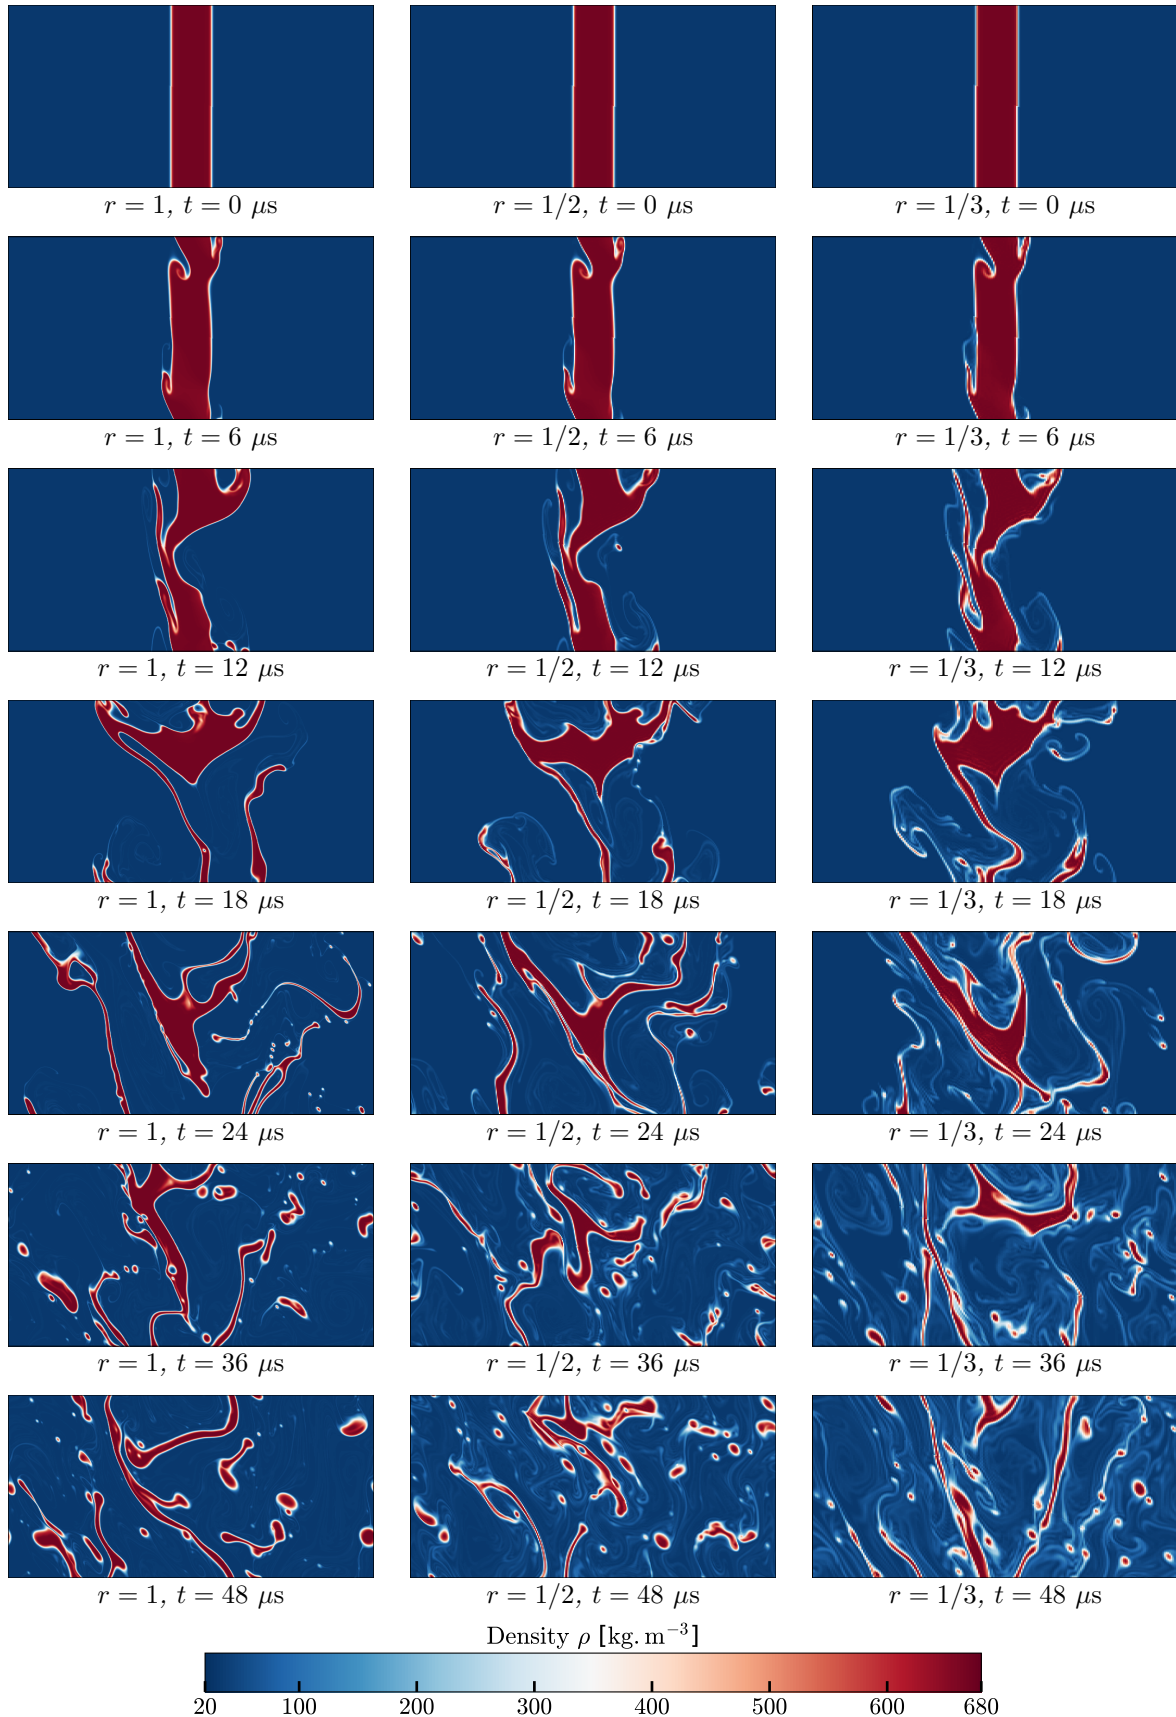 r = 1, t = 0 μs
r = 1/2, t = 0 μs
r = 1/3, t = 0 μs
r = 1, t = 6 μs
r = 1/2, t = 6 μs
r = 1/3, t = 6 μs
r = 1, t = 12 μs
r = 1/2, t = 12 μs
r = 1/3, t = 12 μs
r = 1, t = 18 μs
r = 1/2, t = 18 μs
r = 1/3, t = 18 μs
r = 1, t = 24 μs
r = 1/2, t = 24 μs
r = 1/3, t = 24 μs
r = 1, t = 36 μs
r = 1/2, t = 36 μs
r = 1/3, t = 36 μs
r = 1, t = 48 μs
r = 1/2, t = 48 μs
r = 1/3, t = 48 μs
Density ρ [kg.m⁻³]
20 100 200 300 400 500 600 680